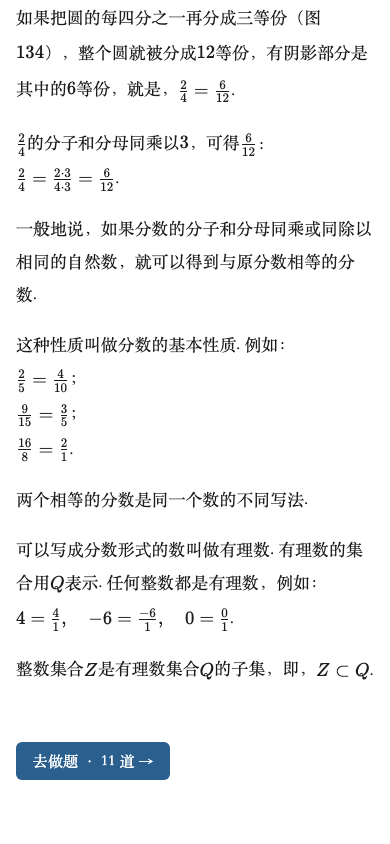 如果把圆的每四分之一再分成三等份（图
134），整个圆就被分成12等份，有阴影部分是
其中的6等份，就是，2/4 = 6/12.
2/4的分子和分母同乘以3，可得6/12：
2/4 = 2·3/4·3 = 6/12.
一般地说，如果分数的分子和分母同乘或同除以
相同的自然数，就可以得到与原分数相等的分
数.
这种性质叫做分数的基本性质. 例如：
2/5 = 4/10；
9/15 = 3/5；
16/8 = 2/1.
两个相等的分数是同一个数的不同写法.
可以写成分数形式的数叫做有理数. 有理数的集
合用Q表示. 任何整数都是有理数，例如：
4 = 4/1, −6 = −6/1, 0 = 0/1.
整数集合Z是有理数集合Q的子集，即，Z ⊂ Q.
去做题 · 11 道 →